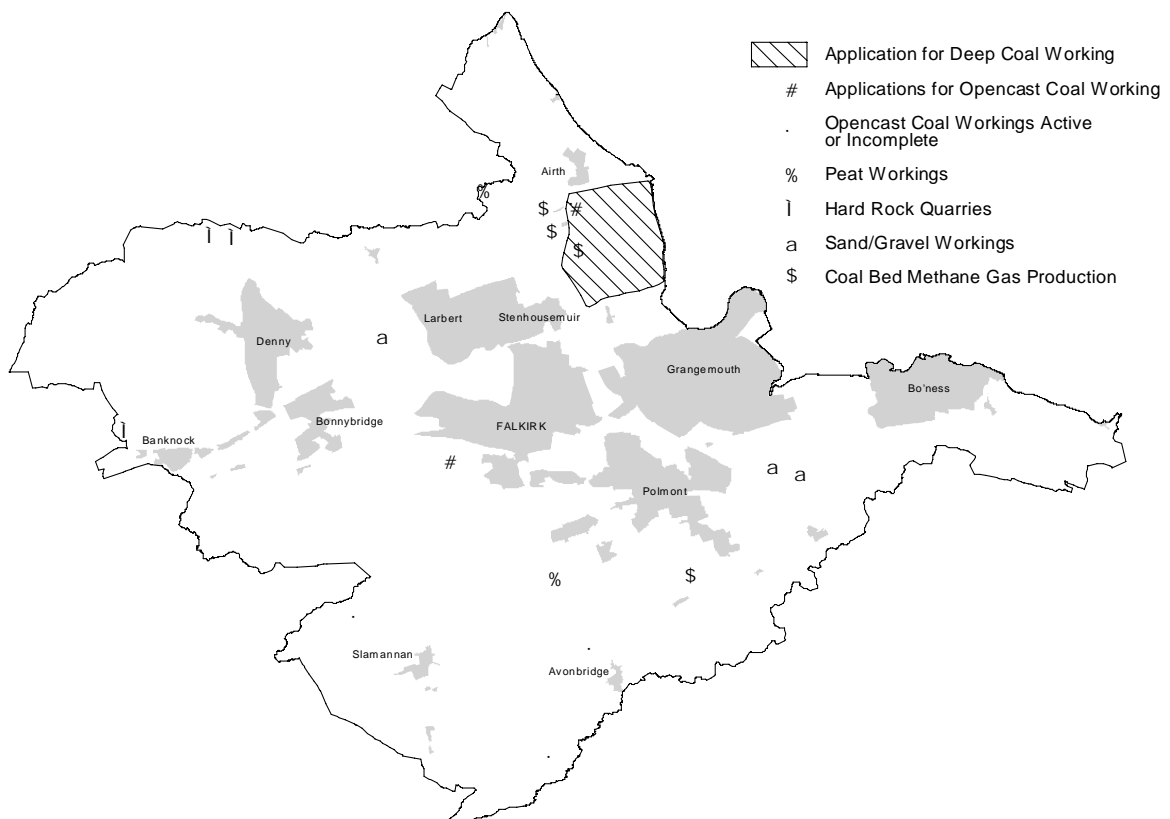 Application for Deep Coal Working
# Applications for Opencast Coal Working
. Opencast Coal Workings Active
or Incomplete
% Peat Workings
Ì Hard Rock Quarries
a Sand/Gravel Workings
$ Coal Bed Methane Gas Production
Airth
%
$ #
$
$
Ì Ì
Larbert
Stenhousemuir
Denny
a
Grangemouth
Bo'ness
Bonnybridge
FALKIRK
Ì
Banknock
#
a
a
Polmont
%
$
.
.
Slamannan
Avonbridge
.